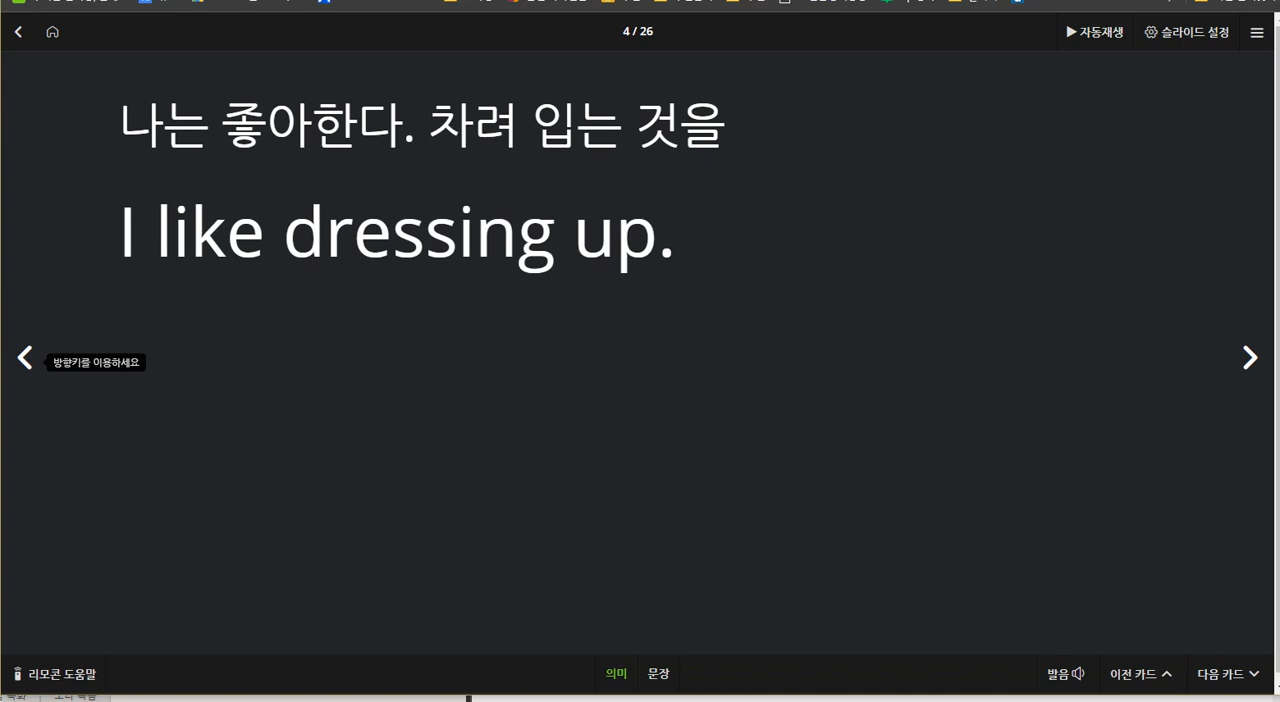 4 / 26
자동재생
슬라이드 설정
나는 좋아한다. 차려 입는 것을
I like dressing up.
방향키를 이용하세요
리모콘 도움말
의미
문장
발음
이전 카드
다음 카드